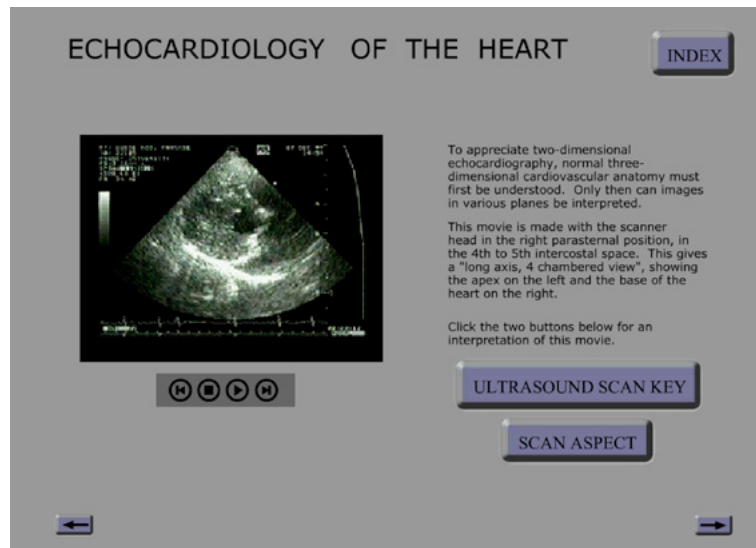 ECHOCARDIOLOGY OF THE HEART
INDEX
To appreciate two-dimensional
echocardiography, normal three-
dimensional cardiovascular anatomy must
first be understood. Only then can images
in various planes be interpreted.
This movie is made with the scanner
head in the right parasternal position, in
the 4th to 5th intercostal space. This gives
a "long axis, 4 chambered view", showing
the apex on the left and the base of the
heart on the right.
Click the two buttons below for an
interpretation of this movie.
ULTRASOUND SCAN KEY
SCAN ASPECT